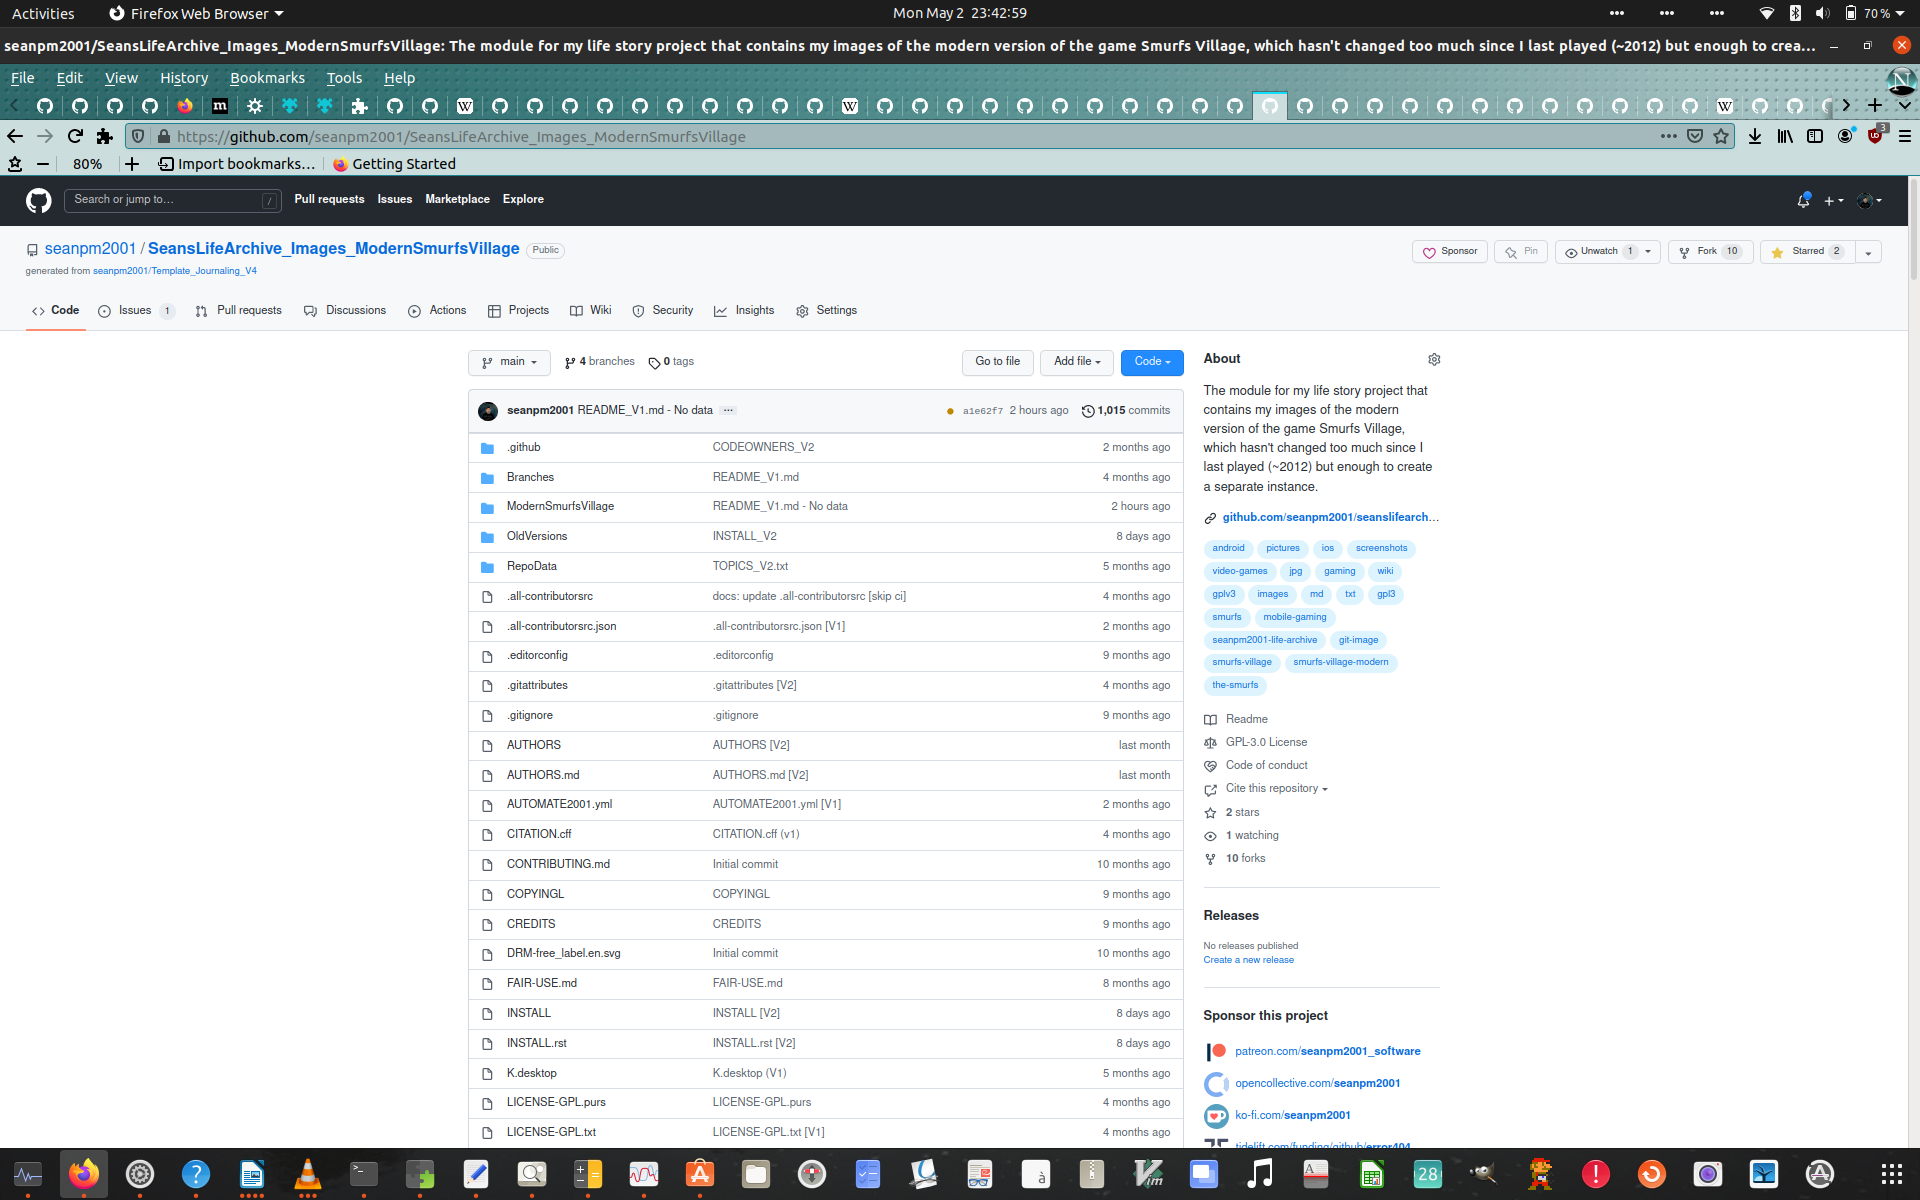 Activities
Firefox Web Browser
Mon May 2 23:42:59
70 %
seanpm2001/SeansLifeArchive_Images_ModernSmurfsVillage: The module for my life story project that contains my images of the modern version of the game Smurfs Village, which hasn't changed too much since I last played (~2012) but enough to crea…
File Edit View History Bookmarks Tools Help
https://github.com/seanpm2001/SeansLifeArchive_Images_ModernSmurfsVillage
3
80%
Import bookmarks…
Getting Started
Search or jump to… /
Pull requests Issues Marketplace Explore
seanpm2001 / SeansLifeArchive_Images_ModernSmurfsVillage Public
generated from seanpm2001/Template_Journaling_V4
Sponsor
Pin
Unwatch 1
Fork 10
Starred 2
Code
Issues 1
Pull requests
Discussions
Actions
Projects
Wiki
Security
Insights
Settings
main
4 branches
0 tags
Go to file
Add file
Code
seanpm2001 README_V1.md - No data ... a1e62f7 2 hours ago 1,015 commits
.github CODEOWNERS_V2 2 months ago
Branches README_V1.md 4 months ago
ModernSmurfsVillage README_V1.md - No data 2 hours ago
OldVersions INSTALL_V2 8 days ago
RepoData TOPICS_V2.txt 5 months ago
.all-contributorsrc docs: update .all-contributorsrc [skip ci] 4 months ago
.all-contributorsrc.json .all-contributorsrc.json [V1] 2 months ago
.editorconfig .editorconfig 9 months ago
.gitattributes .gitattributes [V2] 4 months ago
.gitignore .gitignore 9 months ago
AUTHORS AUTHORS [V2] last month
AUTHORS.md AUTHORS.md [V2] last month
AUTOMATE2001.yml AUTOMATE2001.yml [V1] 2 months ago
CITATION.cff CITATION.cff (v1) 4 months ago
CONTRIBUTING.md Initial commit 10 months ago
COPYINGL COPYINGL 9 months ago
CREDITS CREDITS 9 months ago
DRM-free_label.en.svg Initial commit 10 months ago
FAIR-USE.md FAIR-USE.md 8 months ago
INSTALL INSTALL [V2] 8 days ago
INSTALL.rst INSTALL.rst [V2] 8 days ago
K.desktop K.desktop (V1) 5 months ago
LICENSE-GPL.purs LICENSE-GPL.purs 4 months ago
LICENSE-GPL.txt LICENSE-GPL.txt [V1] 4 months ago
About
The module for my life story project that
contains my images of the modern
version of the game Smurfs Village,
which hasn't changed too much since I
last played (~2012) but enough to create
a separate instance.
github.com/seanpm2001/seanslifearch…
android pictures ios screenshots
video-games jpg gaming wiki
gplv3 images md txt gpl3
smurfs mobile-gaming
seanpm2001-life-archive git-image
smurfs-village smurfs-village-modern
the-smurfs
Readme
GPL-3.0 License
Code of conduct
Cite this repository
2 stars
1 watching
10 forks
Releases
No releases published
Create a new release
Sponsor this project
patreon.com/seanpm2001_software
opencollective.com/seanpm2001
ko-fi.com/seanpm2001
tidelift.com/funding/github/error404
28